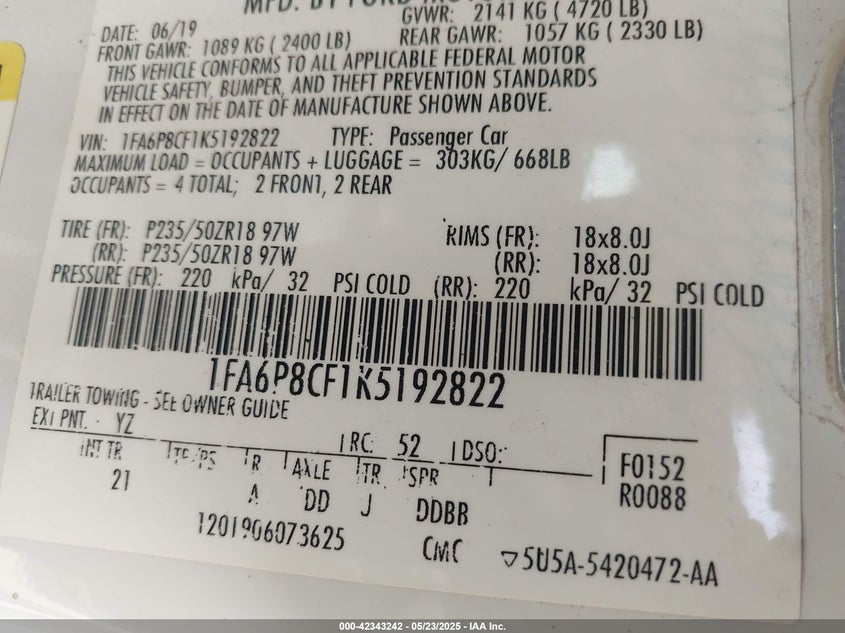 MFD. BY FORD MO
DATE: 06/19 GVWR: 2141 KG ( 4720 LB)
FRONT GAWR: 1089 KG ( 2400 LB) REAR GAWR: 1057 KG ( 2330 LB)
THIS VEHICLE CONFORMS TO ALL APPLICABLE FEDERAL MOTOR
VEHICLE SAFETY, BUMPER, AND THEFT PREVENTION STANDARDS
IN EFFECT ON THE DATE OF MANUFACTURE SHOWN ABOVE.
VIN: 1FA6P8CF1K5192822 TYPE: Passenger Car
MAXIMUM LOAD = OCCUPANTS + LUGGAGE = 303KG/ 668LB
OCCUPANTS = 4 TOTAL; 2 FRONT, 2 REAR
TIRE (FR): P235/50ZR18 97W RIMS (FR): 18x8.0J
(RR): P235/50ZR18 97W (RR): 18x8.0J
PRESSURE (FR): 220 kPa/ 32 PSI COLD (RR): 220 kPa/ 32 PSI COLD
1FA6P8CF1K5192822
TRAILER TOWING - SEE OWNER GUIDE
EXT PNT: YZ RC: 52 DSO:
INT TR TP/PS R AXLE TR SPR F0152
21 A DD J DDBB R0088
1201906073625 CMC ▽5U5A-5420472-AA
000-42343242 - 05/23/2025 - IAA Inc.